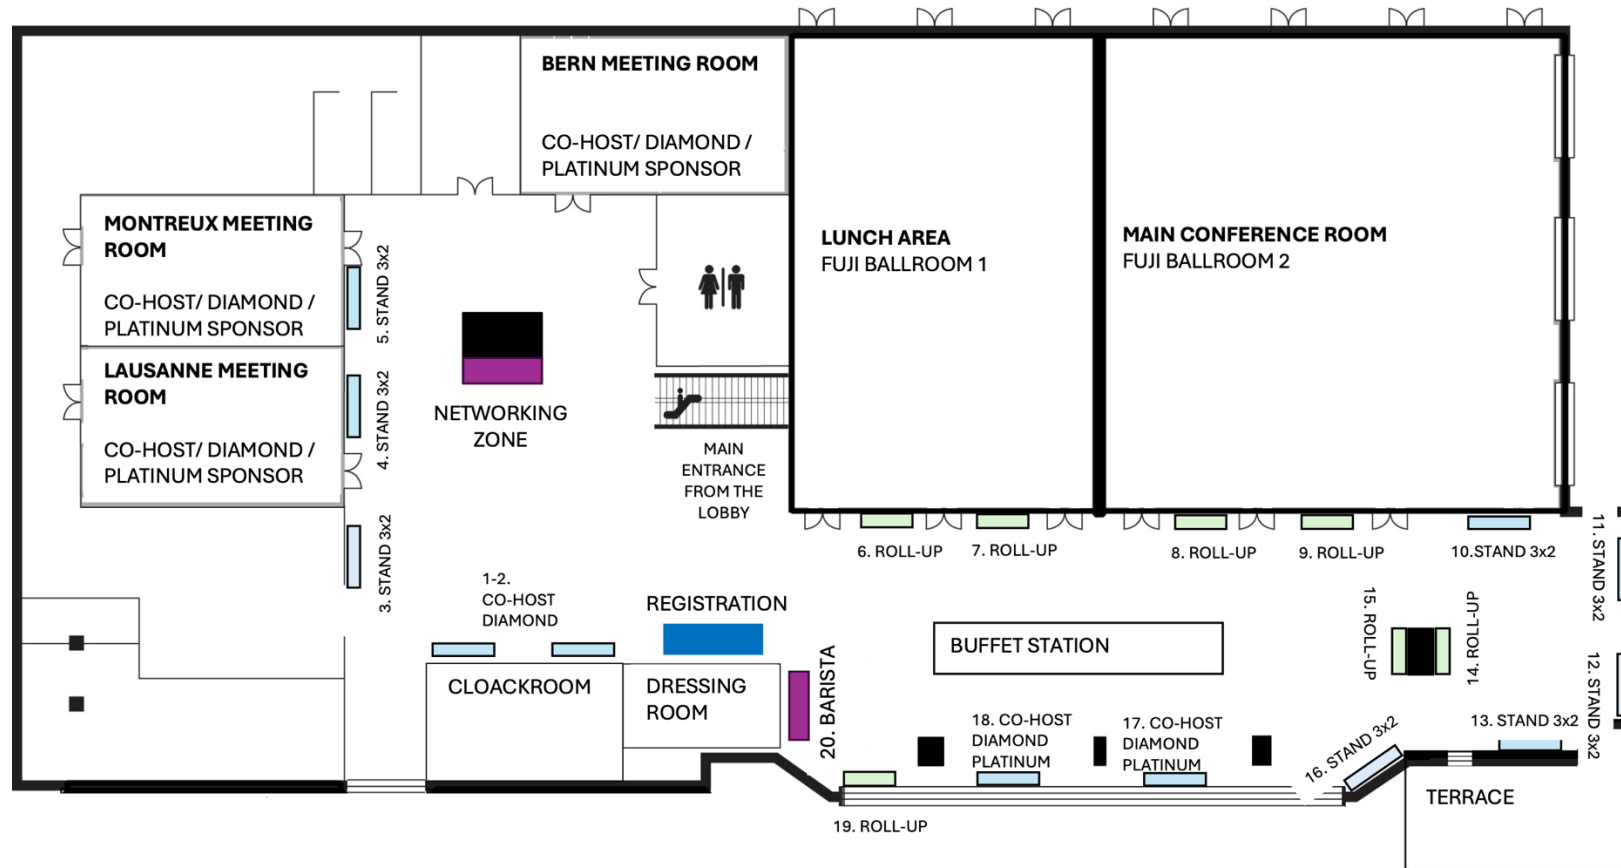 BERN MEETING ROOM
CO-HOST/ DIAMOND /
PLATINUM SPONSOR
MONTREUX MEETING
ROOM
CO-HOST/ DIAMOND /
PLATINUM SPONSOR
LAUSANNE MEETING
ROOM
CO-HOST/ DIAMOND /
PLATINUM SPONSOR
5. STAND 3x2
4. STAND 3x2
3. STAND 3x2
NETWORKING
ZONE
MAIN
ENTRANCE
FROM THE
LOBBY
LUNCH AREA
FUJI BALLROOM 1
MAIN CONFERENCE ROOM
FUJI BALLROOM 2
6. ROLL-UP
7. ROLL-UP
8. ROLL-UP
9. ROLL-UP
10.STAND 3x2
11. STAND 3x2
12. STAND 3x2
1-2.
CO-HOST
DIAMOND
REGISTRATION
CLOACKROOM
DRESSING
ROOM
20. BARISTA
BUFFET STATION
15. ROLL-UP
14. ROLLL-UP
18. CO-HOST
DIAMOND
PLATINUM
17. CO-HOST
DIAMOND
PLATINUM
16. STAND 3x2
13. STAND 3x2
TERRACE
19. ROLL-UP